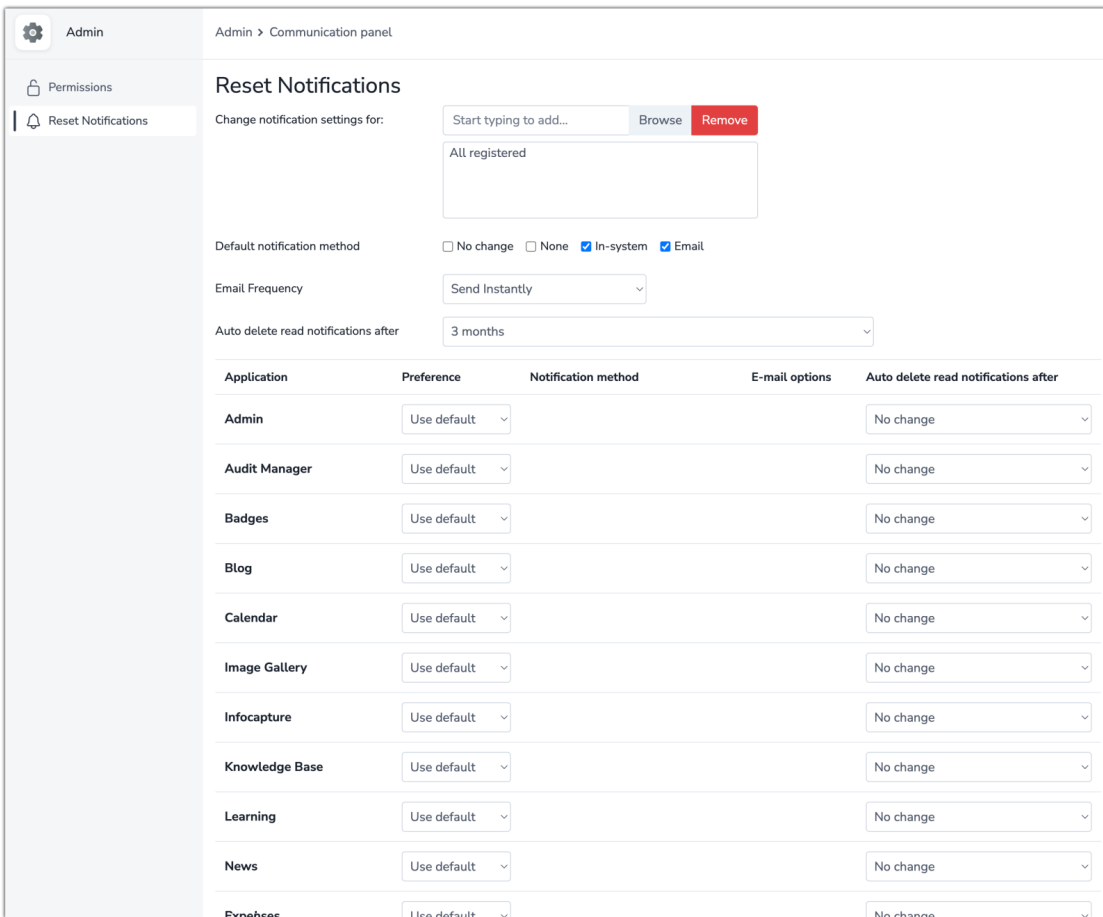 Admin
Admin > Communication panel
Permissions
Reset Notifications
Reset Notifications
Change notification settings for:
Start typing to add...
Browse
Remove
All registered
Default notification method
No change
None
In-system
Email
Email Frequency
Send Instantly
Auto delete read notifications after
3 months
Application Preference Notification method E-mail options Auto delete read notifications after
Admin Use default No change
Audit Manager Use default No change
Badges Use default No change
Blog Use default No change
Calendar Use default No change
Image Gallery Use default No change
Infocapture Use default No change
Knowledge Base Use default No change
Learning Use default No change
News Use default No change
Expenses Use default No change